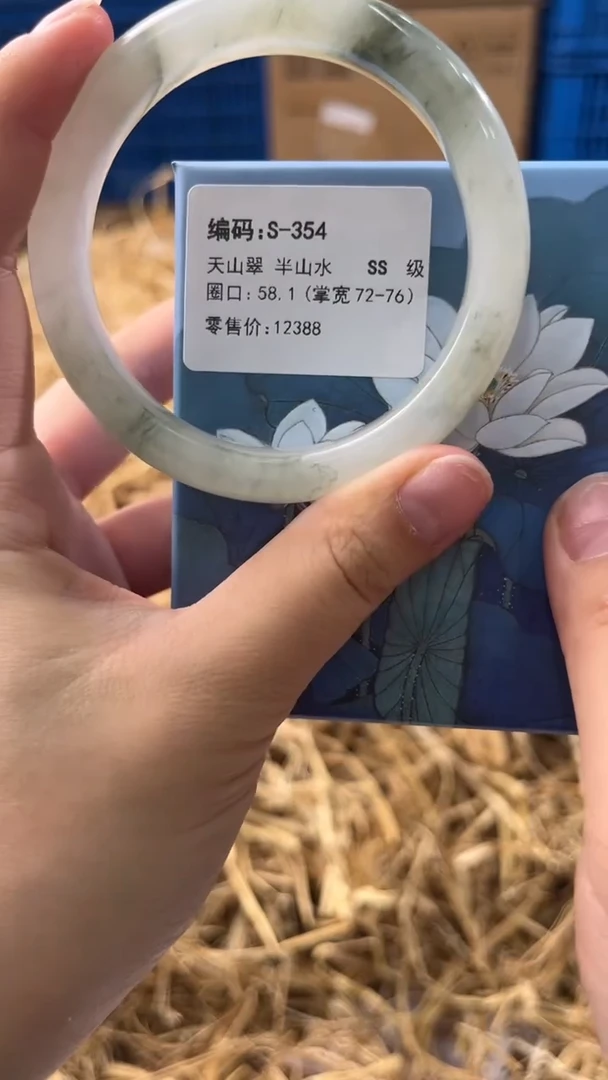 编码:S-354
天山翠 半山水 SS 级
圈口:58.1(掌宽72-76)
零售价:12388